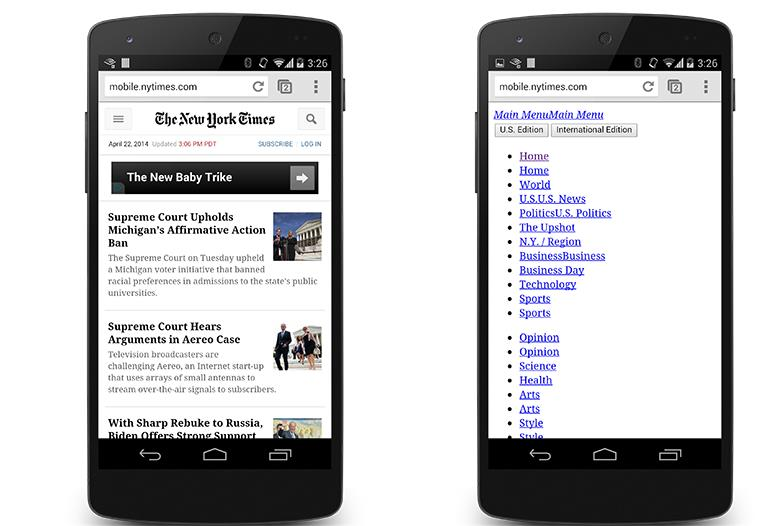 3:26
mobile.nytimes.com
2
The New York Times
April 22, 2014 Updated 3:06 PM PDT
SUBSCRIBE LOG IN
The New Baby Trike
Supreme Court Upholds
Michigan's Affirmative Action
Ban
The Supreme Court on Tuesday upheld
a Michigan voter initiative that banned
racial preferences in admissions to the state's public
universities.
Supreme Court Hears
Arguments in Aereo Case
Television broadcasters are
challenging Aereo, an Internet start-up
that uses arrays of small antennas to
stream over-the-air signals to subscribers.
With Sharp Rebuke to Russia,
Biden Offers Strong Support
3:26
mobile.nytimes.com
2
Main MenuMain Menu
U.S. Edition International Edition
Home
Home
World
U.S.U.S. News
PoliticsU.S. Politics
The Upshot
N.Y. / Region
BusinessBusiness
Business Day
Technology
Sports
Sports
Opinion
Opinion
Science
Health
Arts
Arts
Style
Style